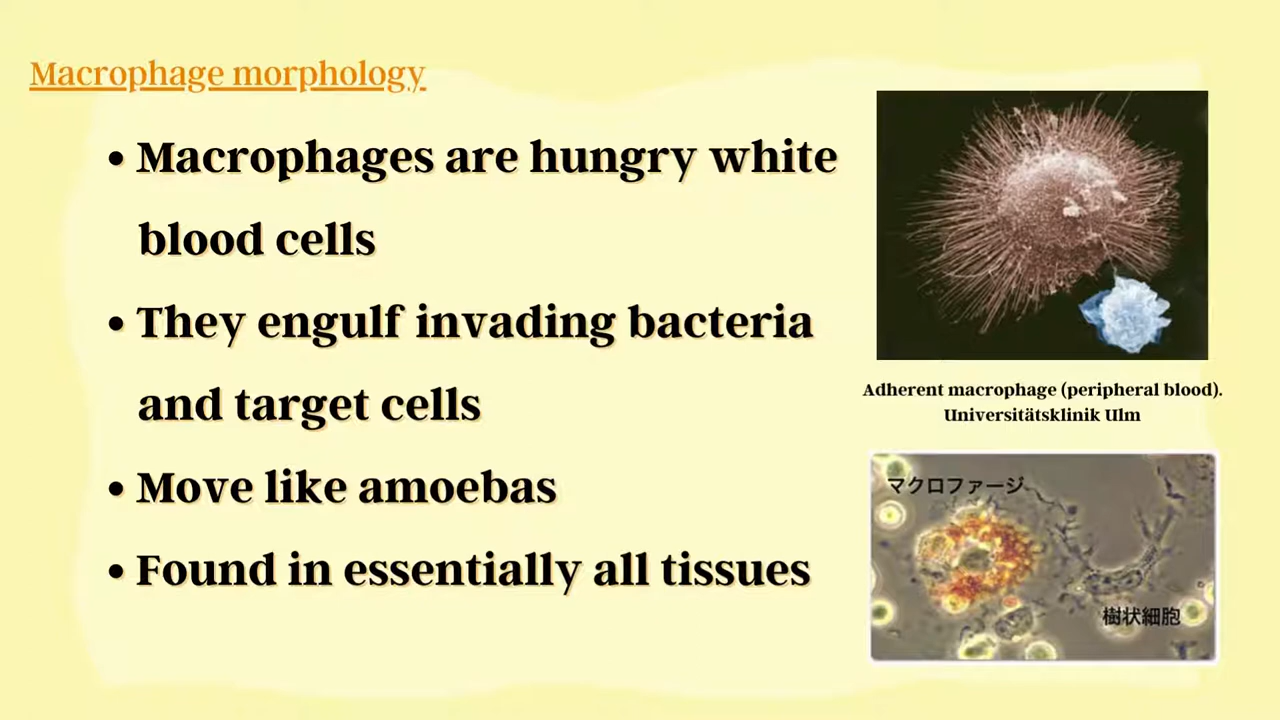 Macrophage morphology
• Macrophages are hungry white
blood cells
• They engulf invading bacteria
and target cells
• Move like amoebas
• Found in essentially all tissues
Adherent macrophage (peripheral blood).
Universitätsklinik Ulm
マクロファージ
樹状細胞